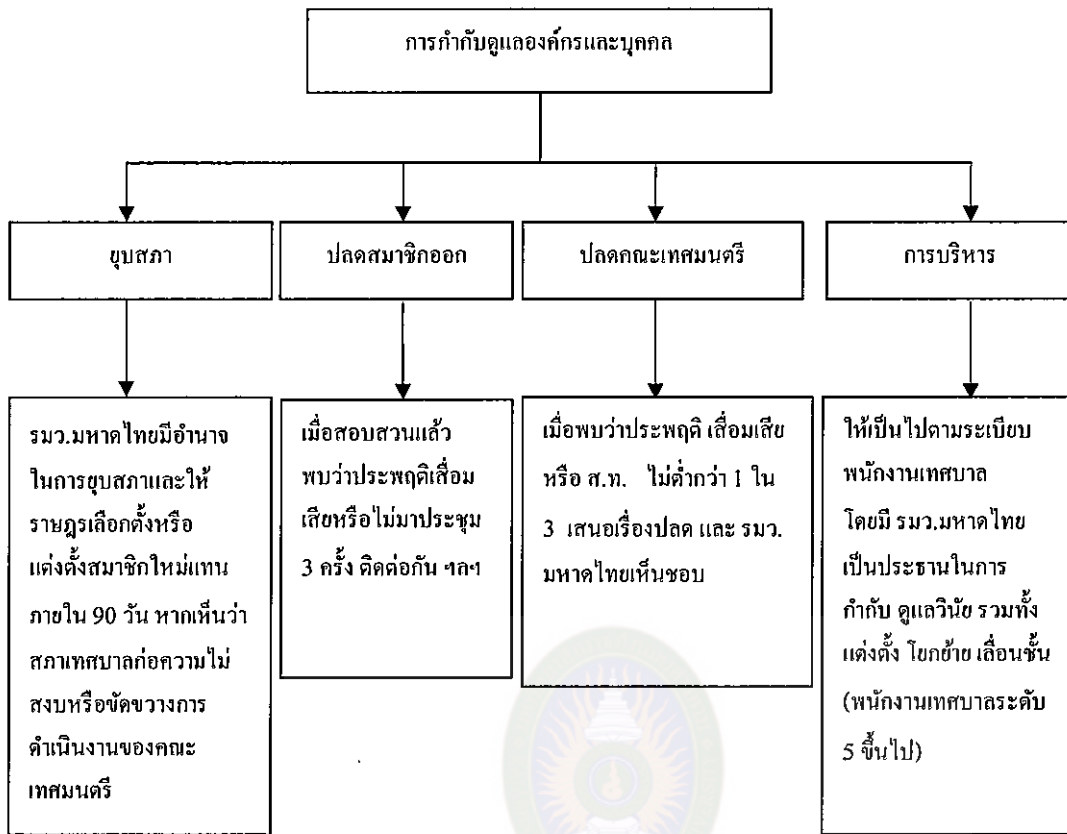 การกำกับดูแลองค์กรและบุคคล
ยุบสภา
ปลดสมาชิกออก
ปลดคณะเทศมนตรี
การบริหาร
รมว.มหาดไทยมีอำนาจ
ในการยุบสภาและให้
ราษฎรเลือกตั้งหรือ
แต่งตั้งสมาชิกใหม่แทน
ภายใน 90 วัน หากเห็นว่า
สภาเทศบาลก่อความไม่
สงบหรือขัดขวางการ
ดำเนินงานของคณะ
เทศมนตรี
เมื่อสอบสวนแล้ว
พบว่าประพฤติเสื่อม
เสียหรือไม่มาประชุม
3 ครั้ง ติดต่อกัน ฯลฯ
เมื่อพบว่าประพฤติ เสื่อมเสีย
หรือ ส.ท. ไม่ต่ำกว่า 1 ใน
3 เสนอเรื่องปลด และ รมว.
มหาดไทยเห็นชอบ
ให้เป็นไปตามระเบียบ
พนักงานเทศบาล
โดยมี รมว.มหาดไทย
เป็นประธานในการ
กำกับ ดูแลวินัย รวมทั้ง
แต่งตั้ง โยกย้าย เลื่อนชั้น
(พนักงานเทศบาลระดับ
5 ขึ้นไป)